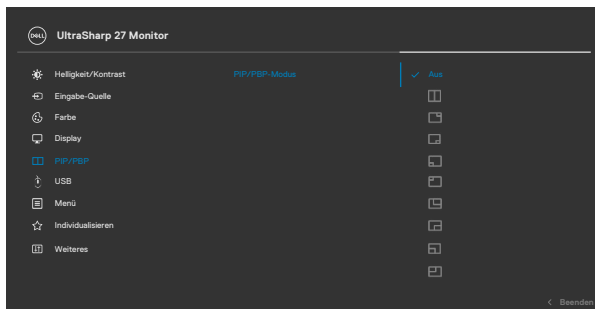 DELL
UltraSharp 27 Monitor
Helligkeit/Kontrast PIP/PBP-Modus Aus
Eingabe-Quelle
Farbe
Display
PIP/PBP
USB
Menü
Individualisieren
Weiteres
Beenden